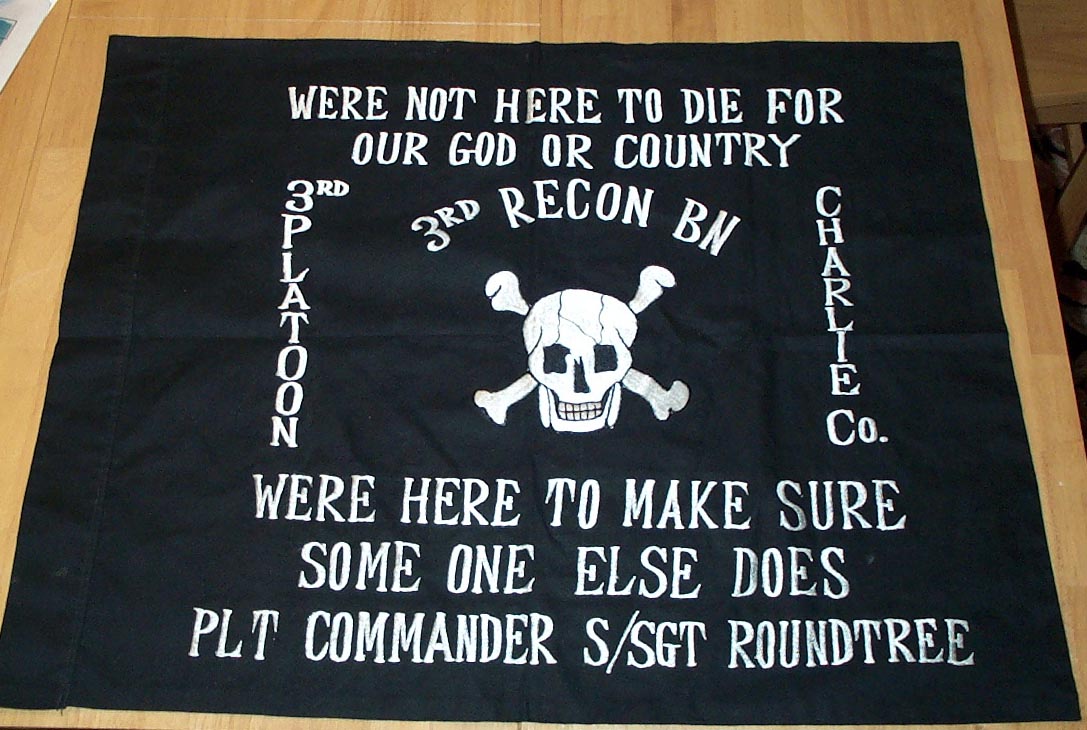 WERE NOT HERE TO DIE FOR
OUR GOD OR COUNTRY
3RD RECON BN
3RD PLATOON
CHARLIE Co.
WERE HERE TO MAKE SURE
SOME ONE ELSE DOES
PLT COMMANDER S/SGT ROUNDTREE